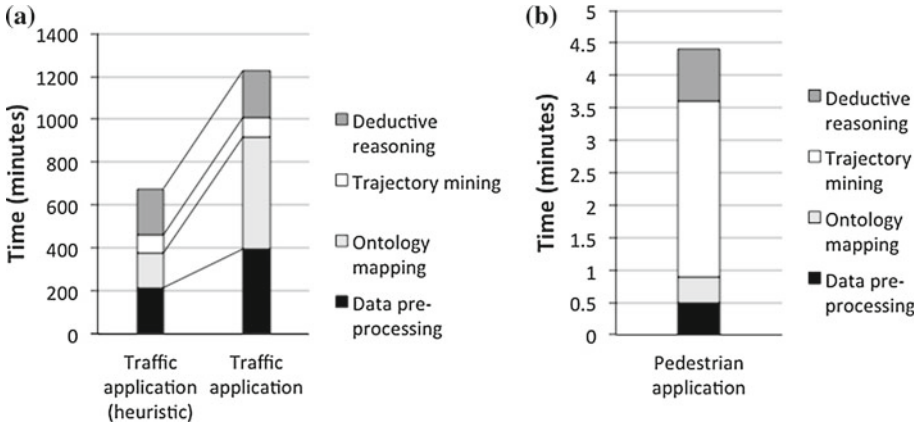 (a)
1400
1200
1000
800
600
400
200
0
Time (minutes)
Traffic
application
(heuristic)
Traffic
application
Deductive
reasoning
Trajectory mining
Ontology
mapping
Data pre-
processing
(b)
5
4.5
4
3.5
3
2.5
2
1.5
1
0.5
0
Time (minutes)
Pedestrian
application
Deductive
reasoning
Trajectory
mining
Ontology
mapping
Data pre-
processing